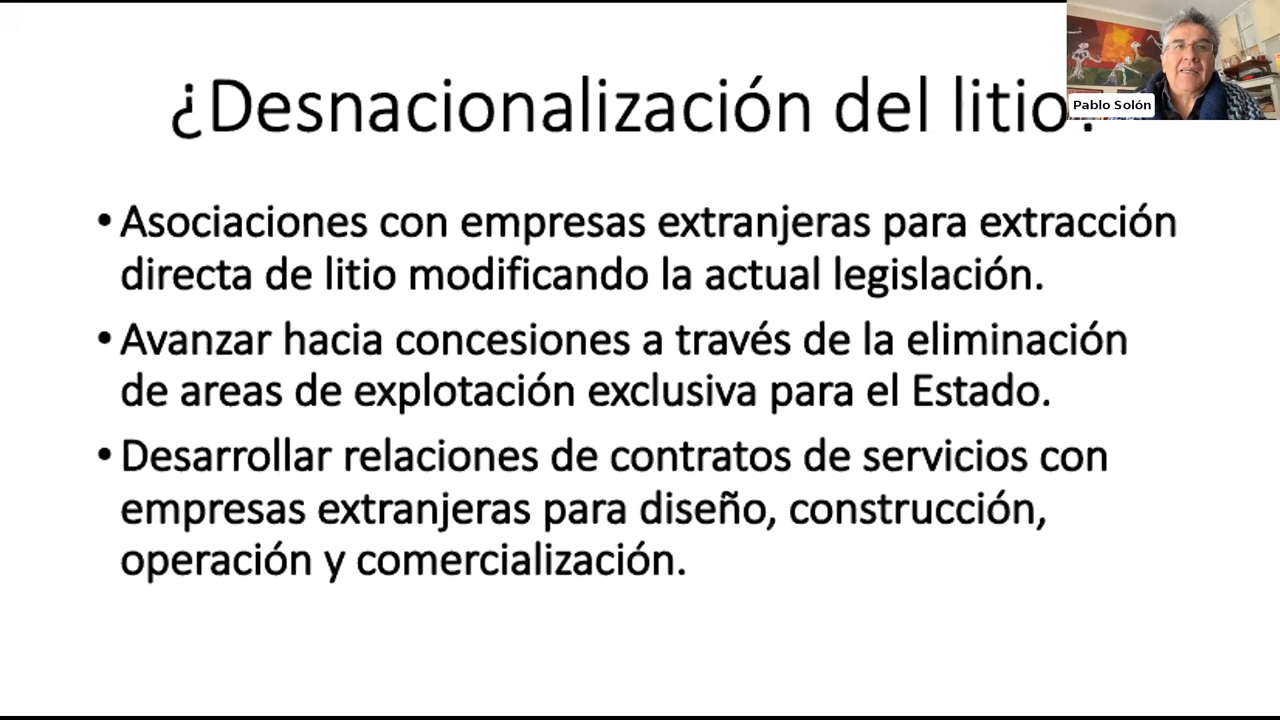 ¿Desnacionalización del litio?
Pablo Solón
• Asociaciones con empresas extranjeras para extracción
directa de litio modificando la actual legislación.
• Avanzar hacia concesiones a través de la eliminación
de areas de explotación exclusiva para el Estado.
• Desarrollar relaciones de contratos de servicios con
empresas extranjeras para diseño, construcción,
operación y comercialización.